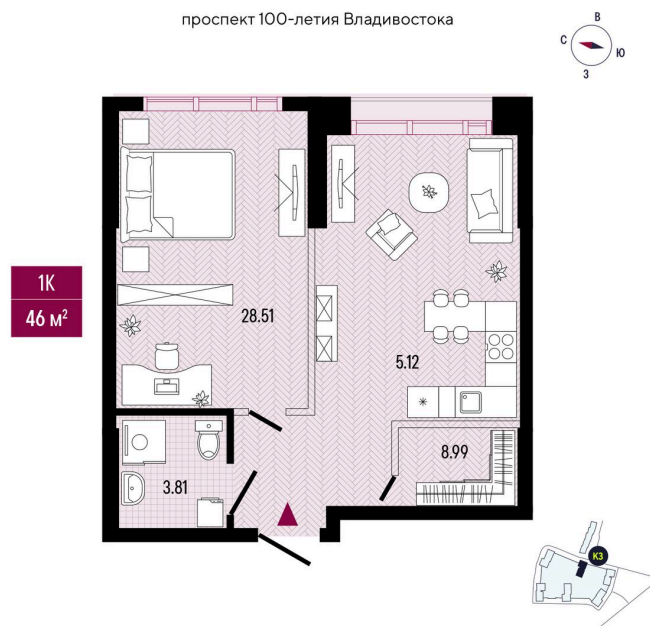 проспект 100-летия Владивостока
В
С
Ю
З
1К
46 м²
28.51
5.12
8.99
3.81
К3